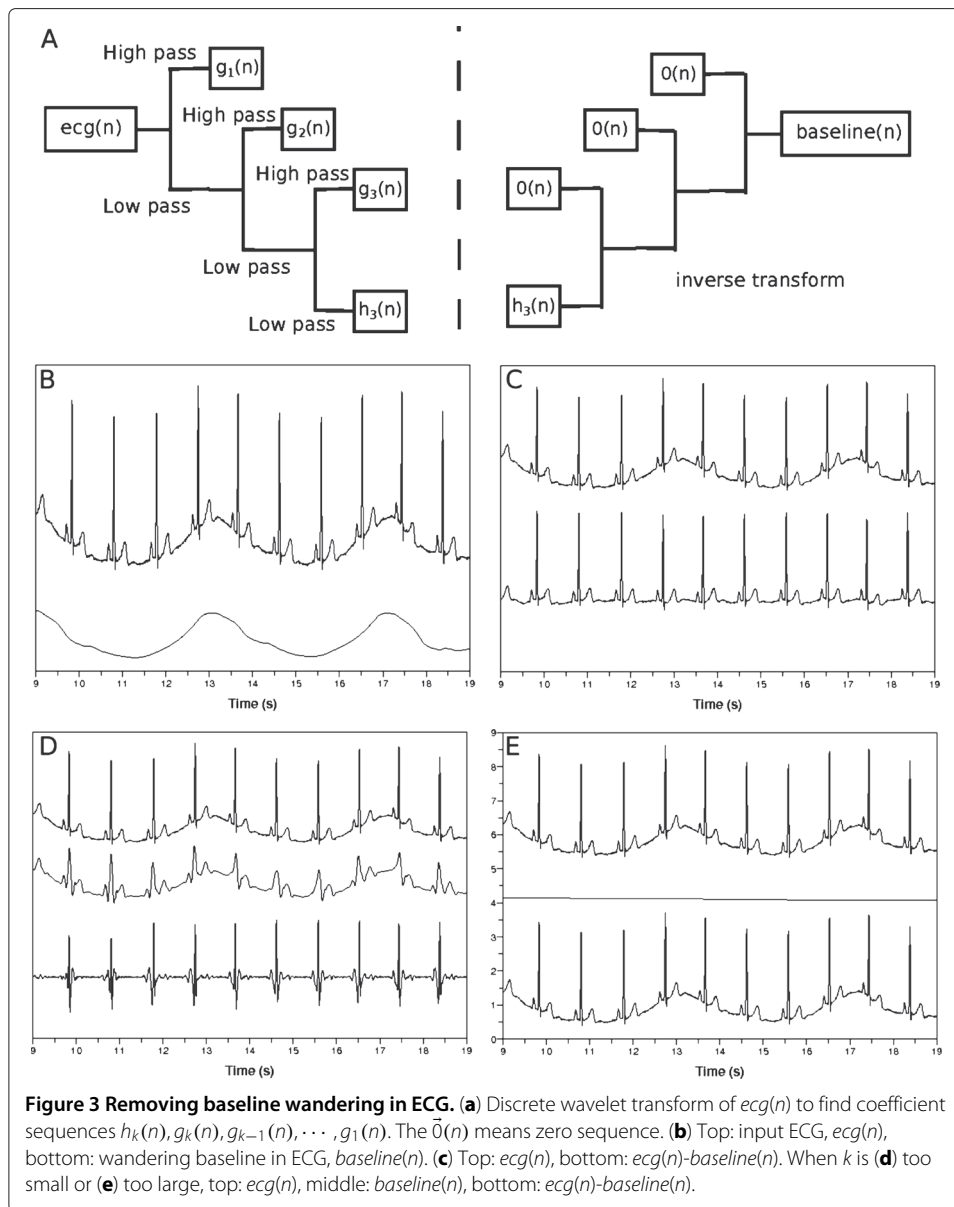 A
High pass
g₁(n)
ecg(n)
High pass
g₂(n)
High pass
g₃(n)
Low pass
Low pass
Low pass
h₃(n)
0(n)
0(n)
baseline(n)
0(n)
inverse transform
h₃(n)
B
9 10 11 12 13 14 15 16 17 18 19
Time (s)
C
9 10 11 12 13 14 15 16 17 18 19
Time (s)
D
9 10 11 12 13 14 15 16 17 18 19
Time (s)
E
9
8
7
6
5
4
4
3
2
1
0
9 10 11 12 13 14 15 16 17 18 19
Time (s)
Figure 3 Removing baseline wandering in ECG. (a) Discrete wavelet transform of ecg(n) to find coefficient
sequences hₖ(n), gₖ(n), gₖ₋₁(n), ⋯ , g₁(n). The 0⃗(n) means zero sequence. (b) Top: input ECG, ecg(n),
bottom: wandering baseline in ECG, baseline(n). (c) Top: ecg(n), bottom: ecg(n)-baseline(n). When k is (d) too
small or (e) too large, top: ecg(n), middle: baseline(n), bottom: ecg(n)-baseline(n).